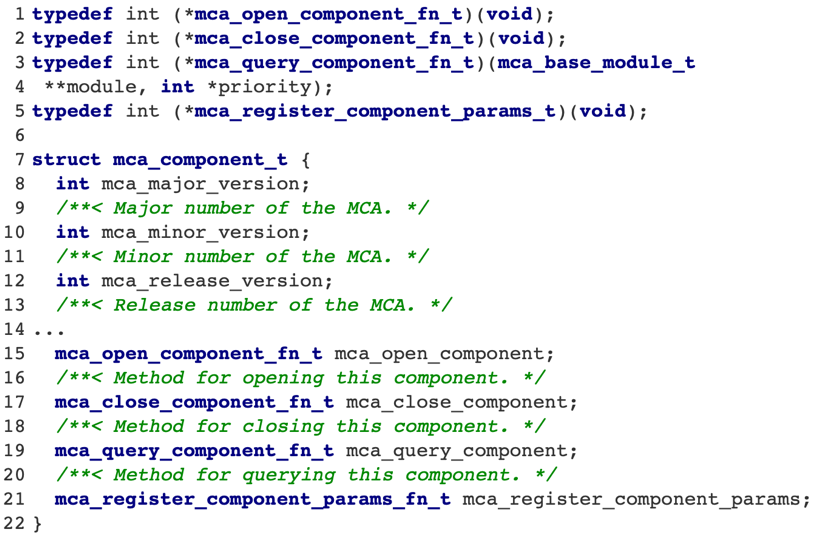 1 typedef int (*mca_open_component_fn_t)(void);
2 typedef int (*mca_close_component_fn_t)(void);
3 typedef int (*mca_query_component_fn_t)(mca_base_module_t
4 **module, int *priority);
5 typedef int (*mca_register_component_params_t)(void);
6
7 struct mca_component_t {
8 int mca_major_version;
9 /**< Major number of the MCA. */
10 int mca_minor_version;
11 /**< Minor number of the MCA. */
12 int mca_release_version;
13 /**< Release number of the MCA. */
14 ...
15 mca_open_component_fn_t mca_open_component;
16 /**< Method for opening this component. */
17 mca_close_component_fn_t mca_close_component;
18 /**< Method for closing this component. */
19 mca_query_component_fn_t mca_query_component;
20 /**< Method for querying this component. */
21 mca_register_component_params_fn_t mca_register_component_params;
22 }